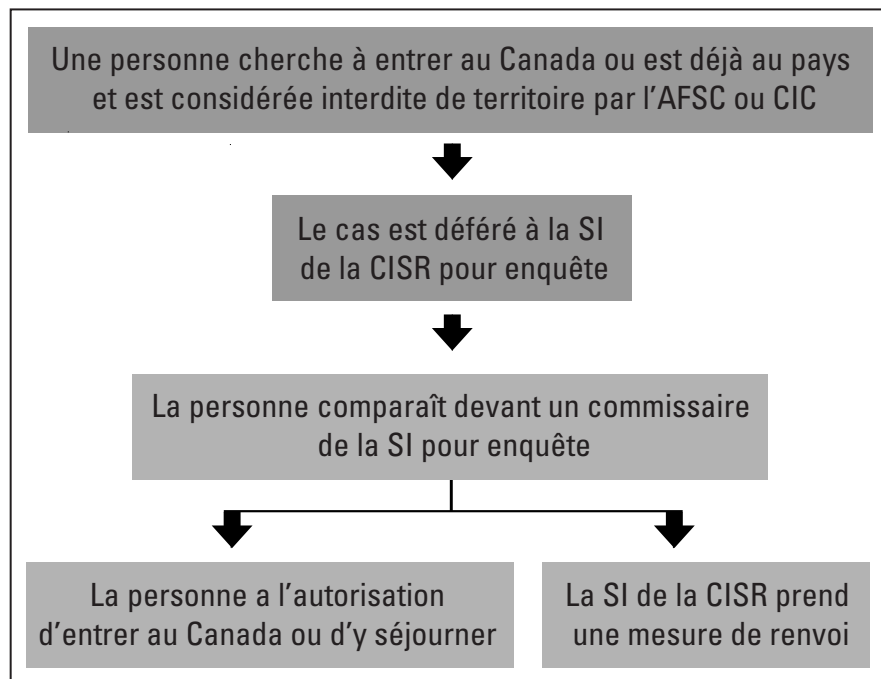 Une personne cherche à entrer au Canada ou est déjà au pays
et est considérée interdite de territoire par l'AFSC ou CIC
Le cas est déféré à la SI
de la CISR pour enquête
La personne comparaît devant un commissaire
de la SI pour enquête
La personne a l'autorisation
d'entrer au Canada ou d'y séjourner
La SI de la CISR prend
une mesure de renvoi